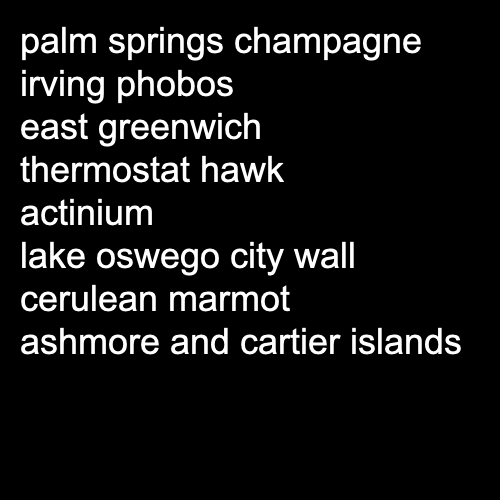 palm springs champagne
irving phobos
east greenwich
thermostat hawk
actinium
lake oswego city wall
cerulean marmot
ashmore and cartier islands